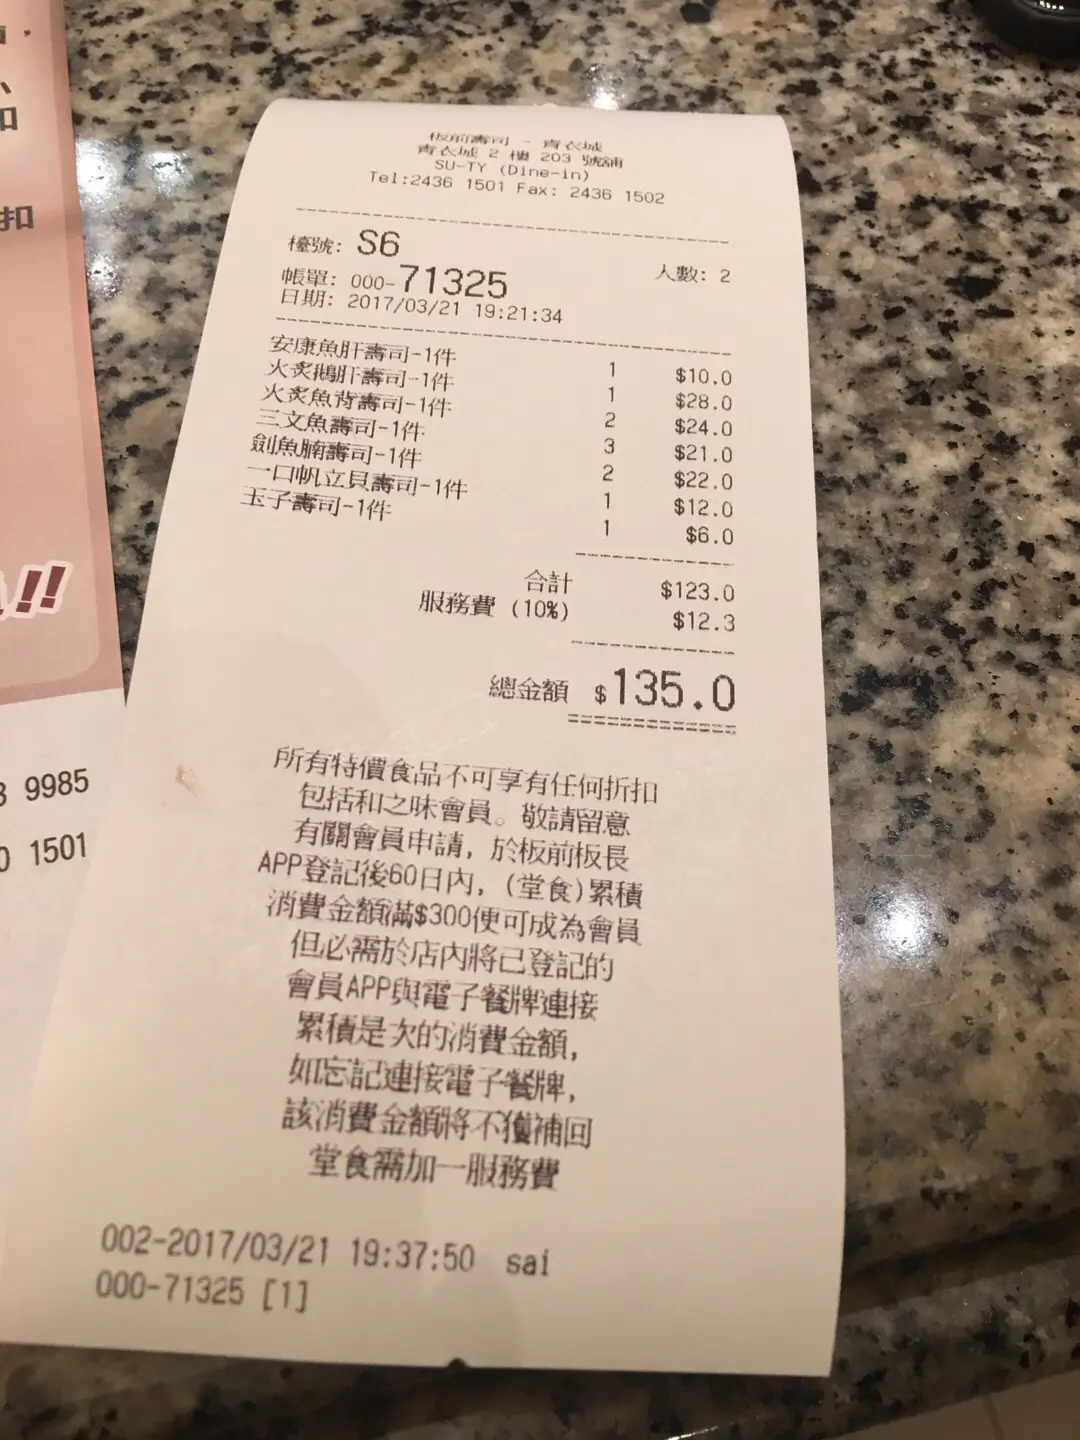 扣
!!
9985
1501
板前壽司 - 青衣城
青衣城 2 樓 203 號舖
SU-TY (Dine-in)
Tel:2436 1501 Fax: 2436 1502
檯號: S6 人數: 2
帳單: 000-71325
日期: 2017/03/21 19:21:34
安康魚肝壽司-1件 1 $10.0
火炙鵝肝壽司-1件 1 $28.0
火炙魚背壽司-1件 2 $24.0
三文魚壽司-1件 3 $21.0
劍魚腩壽司-1件 2 $22.0
一口帆立貝壽司-1件 1 $12.0
玉子壽司-1件 1 $6.0
合計 $123.0
服務費 (10%) $12.3
總金額 $135.0
所有特價食品不可享有任何折扣
包括和之味會員。敬請留意
有關會員申請, 於板前板長
APP登記後60日內, (堂食)累積
消費金額滿$300便可成為會員
但必需於店內將已登記的
會員APP與電子餐牌連接
累積是次的消費金額,
如忘記連接電子餐牌,
該消費金額將不獲補回
堂食需加一服務費
002-2017/03/21 19:37:50 sai
000-71325 [1]